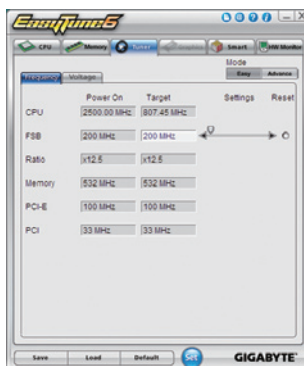 EasyTune6
CPU Memory Tuner Graphics Smart HW Monitor
Mode
Easy Advance
Frequency Voltage
Power On Target Settings Reset
CPU 2500.00 MHz 807.45 MHz
FSB 200 MHz 200 MHz
Ratio x12.5 x12.5
Memory 532 MHz 532 MHz
PCI-E 100 MHz 100 MHz
PCI 33 MHz 33 MHz
Save Load Default Set GIGABYTE